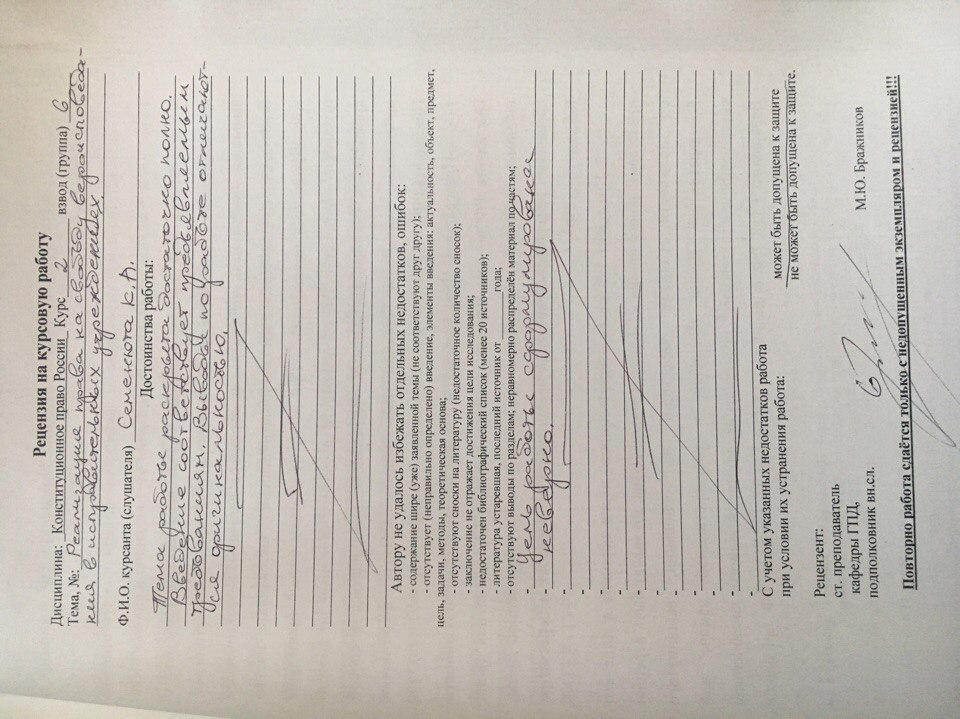 Рецензия на курсовую работу
Дисциплина: Конституционное право России Курс 2 взвод (группа) 6
Тема, №: Реализация права на свободу вероисповеда-
ния в исправительных учреждениях
Ф.И.О. курсанта (слушателя) Семенюта К.А.
Достоинства работы:
Тема работы раскрыта достаточно полно.
Введение соответствует предъявляемым
требованиям. Выводы по работе отличают-
ся оригинальностью.
Автору не удалось избежать отдельных недостатков, ошибок:
- содержание шире (уже) заявленной темы (не соответствуют друг другу);
- отсутствует (неправильно определено) введение, элементы введения: актуальность, объект, предмет,
цель, задачи, методы, теоретическая основа;
- отсутствуют сноски на литературу (недостаточное количество сносок);
- заключение не отражает достижения цели исследования;
- недостаточен библиографический список (менее 20 источников);
- литература устаревшая, последний источник от ______ года;
- отсутствуют выводы по разделам; неравномерно распределён материал по частям;
- Цель работы сформулирована
- неверно.
С учетом указанных недостатков работа может быть допущена к защите
при условии их устранения работа: не может быть допущена к защите.
Рецензент:
ст. преподаватель
кафедры ГПД,
подполковник вн.сл. М.Ю. Бражников
Повторно работа сдаётся только с недопущенным экземпляром и рецензией!!!